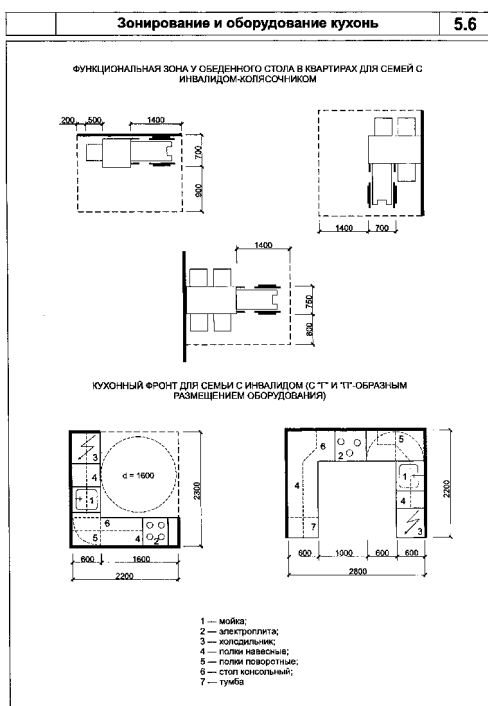 Зонирование и оборудование кухонь
5.6
ФУНКЦИОНАЛЬНАЯ ЗОНА У ОБЕДЕННОГО СТОЛА В КВАРТИРАХ ДЛЯ СЕМЕЙ С
ИНВАЛИДОМ-КОЛЯСОЧНИКОМ
200 500 1400
700
900
1400 700
1400
750
800
КУХОННЫЙ ФРОНТ ДЛЯ СЕМЬИ С ИНВАЛИДОМ (С "Г" И "П"-ОБРАЗНЫМ
РАЗМЕЩЕНИЕМ ОБОРУДОВАНИЯ)
3
4
1
6
5 4 2
d = 1600
2300
600 1600
2200
6
2
5
4
1
4
7
3
2200
600 1000 600 600
2800
1 — мойка;
2 — электроплита;
3 — холодильник;
4 — полки навесные;
5 — полки поворотные;
6 — стол консольный;
7 — тумба